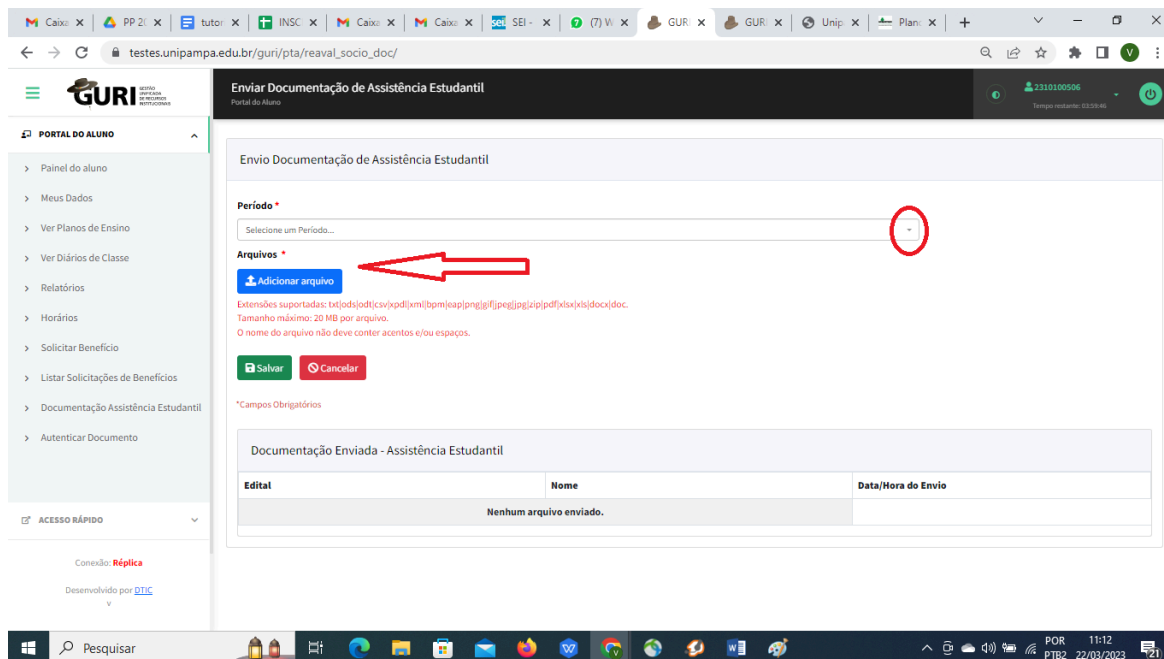 Caixa
PP 20
tutor
INSC
Caixa
Caixa
sei! SEI -
(7) W
GURI
GURI
Unip
Plano
testes.unipampa.edu.br/guri/pta/reaval_socio_doc/
V
GURI
GESTÃO UNIFICADA DE RECURSOS INSTITUCIONAIS
Enviar Documentação de Assistência Estudantil
Portal do Aluno
2310100506
Tempo restante: 03:59:46
PORTAL DO ALUNO
Painel do aluno
Meus Dados
Ver Planos de Ensino
Ver Diários de Classe
Relatórios
Horários
Solicitar Benefício
Listar Solicitações de Benefícios
Documentação Assistência Estudantil
Autenticar Documento
ACESSO RÁPIDO
Conexão: Réplica
Desenvolvido por DTIC
v
Envio Documentação de Assistência Estudantil
Período *
Selecione um Período...
Arquivos *
Adicionar arquivo
Extensões suportadas: txt|ods|odt|csv|xpdl|xml|bpm|eap|png|gif|jpeg|jpg|zip|pdf|xlsx|xls|docx|doc.
Tamanho máximo: 20 MB por arquivo.
O nome do arquivo não deve conter acentos e/ou espaços.
Salvar
Cancelar
*Campos Obrigatórios
Documentação Enviada - Assistência Estudantil
Edital Nome Data/Hora do Envio
Nenhum arquivo enviado.
Pesquisar
POR
PTB2
11:12
22/03/2023
21